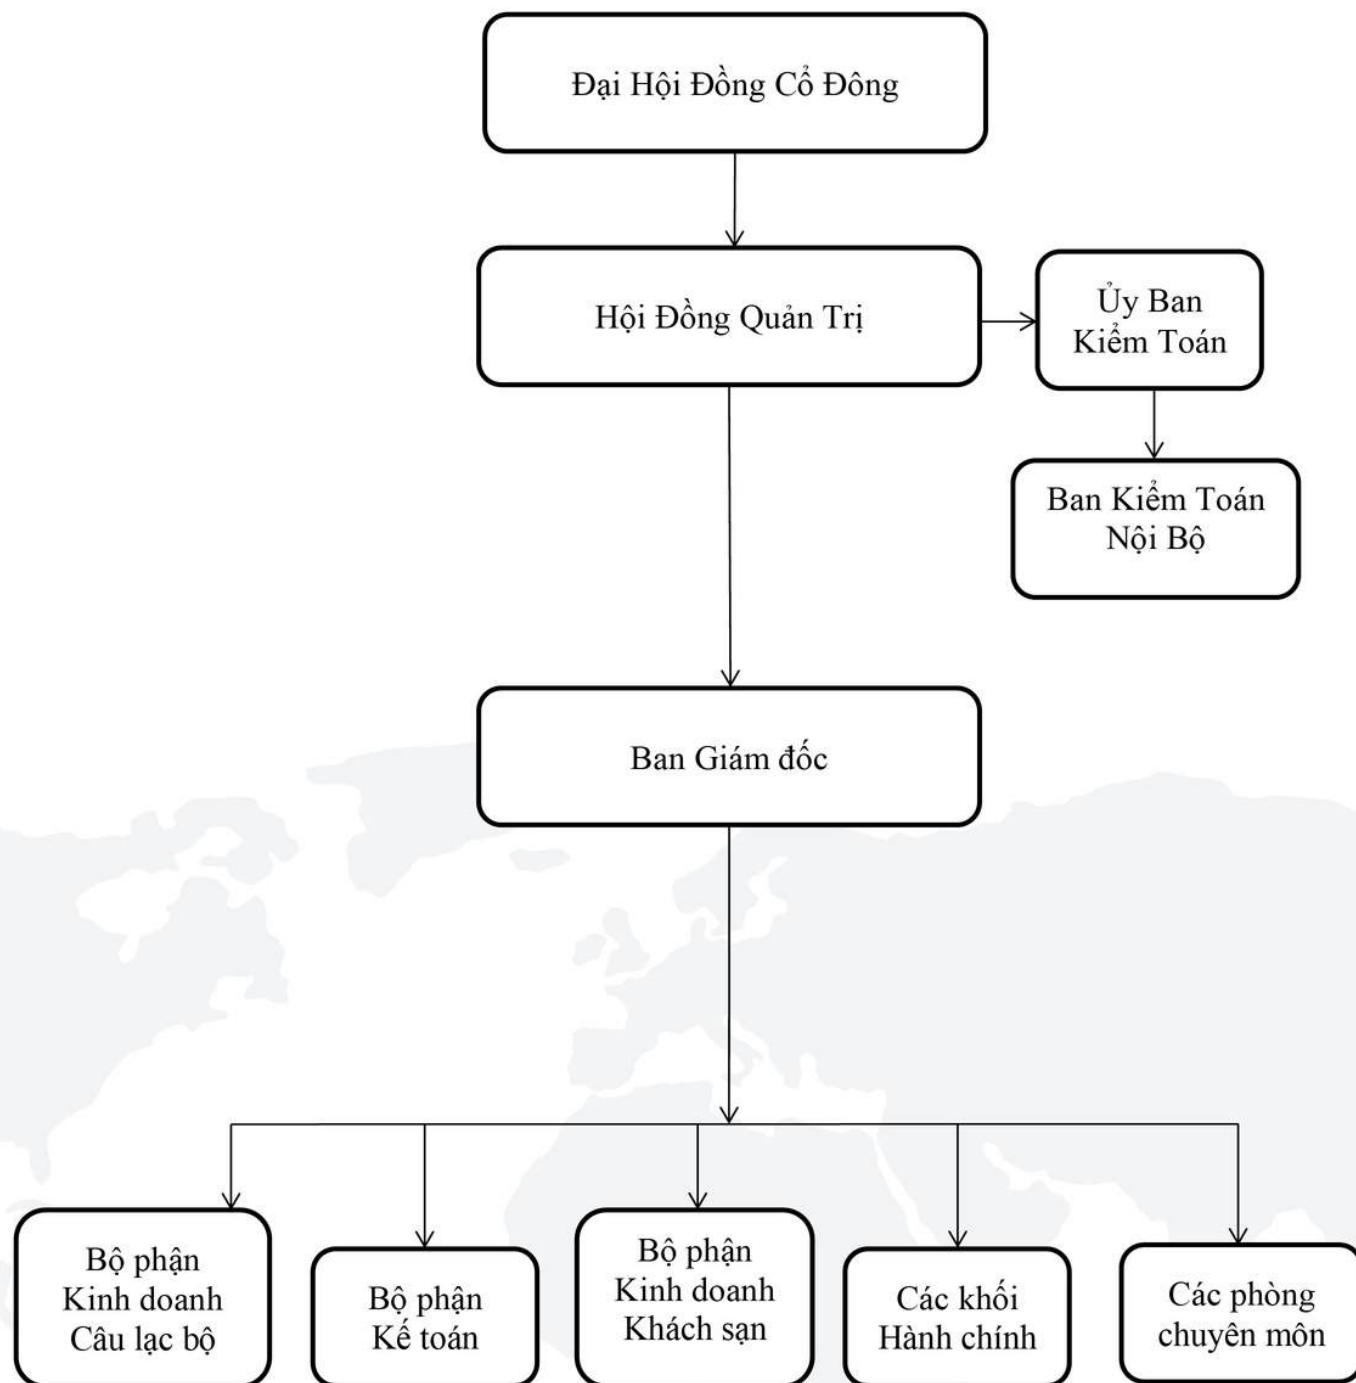 Đại Hội Đồng Cổ Đông
Hội Đồng Quản Trị
Ủy Ban
Kiểm Toán
Ban Kiểm Toán
Nội Bộ
Ban Giám đốc
Bộ phận
Kinh doanh
Câu lạc bộ
Bộ phận
Kế toán
Bộ phận
Kinh doanh
Khách sạn
Các khối
Hành chính
Các phòng
chuyên môn